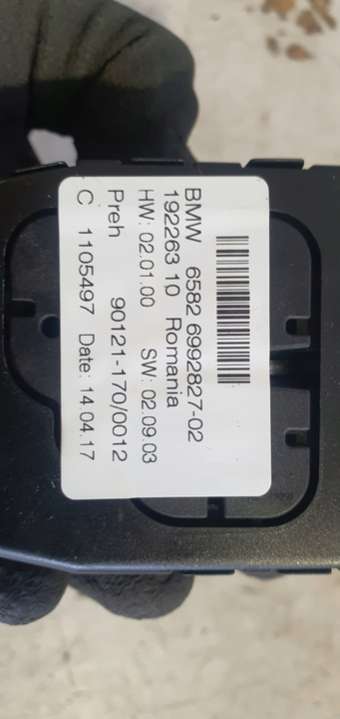 BMW 6582 6992827-02
192263 10 Romania
HW: 02.01.00 SW: 02.09.03
Preh 90121-170/0012
C 1105497 Date: 14.04.17